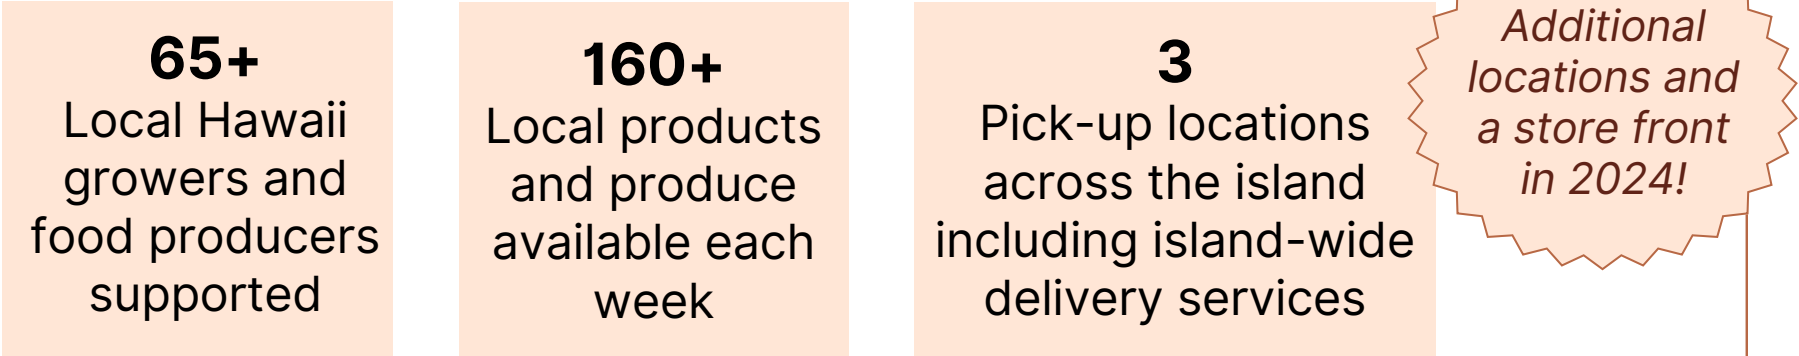 65+
Local Hawaii
growers and
food producers
supported
160+
Local products
and produce
available each
week
3
Pick-up locations
across the island
including island-wide
delivery services
Additional
locations and
a store front
in 2024!